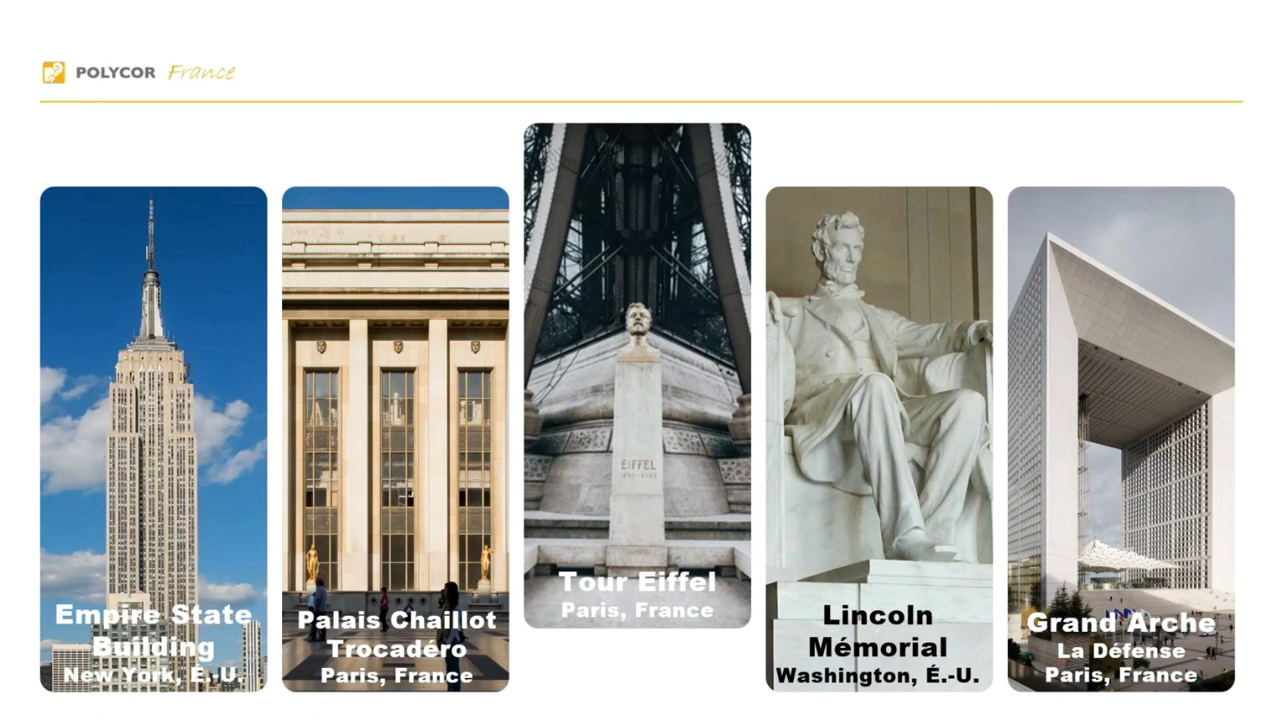 POLYCOR France
Empire State
Building
New York, É.-U.
Palais Chaillot
Trocadéro
Paris, France
EIFFEL
Tour Eiffel
Paris, France
Lincoln
Mémorial
Washington, É.-U.
Grand Arche
La Défense
Paris, France